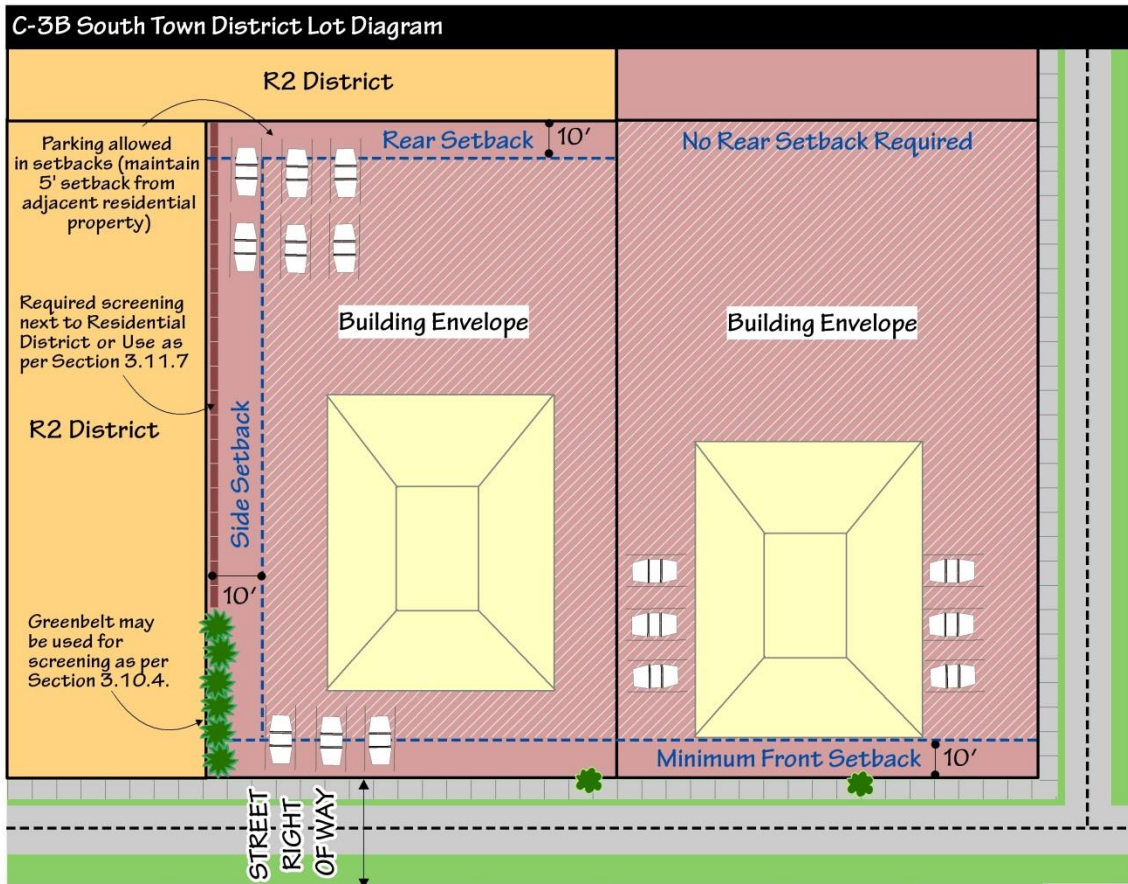 C-3B South Town District Lot Diagram
R2 District
Parking allowed
in setbacks (maintain
5' setback from
adjacent residential
property)
Rear Setback
10'
No Rear Setback Required
Required screening
next to Residential
District or Use as
per Section 3.11.7
Building Envelope
Building Envelope
R2 District
Side Setback
10'
Greenbelt may
be used for
screening as per
Section 3.10.4.
Minimum Front Setback
10'
STREET
RIGHT
OF WAY